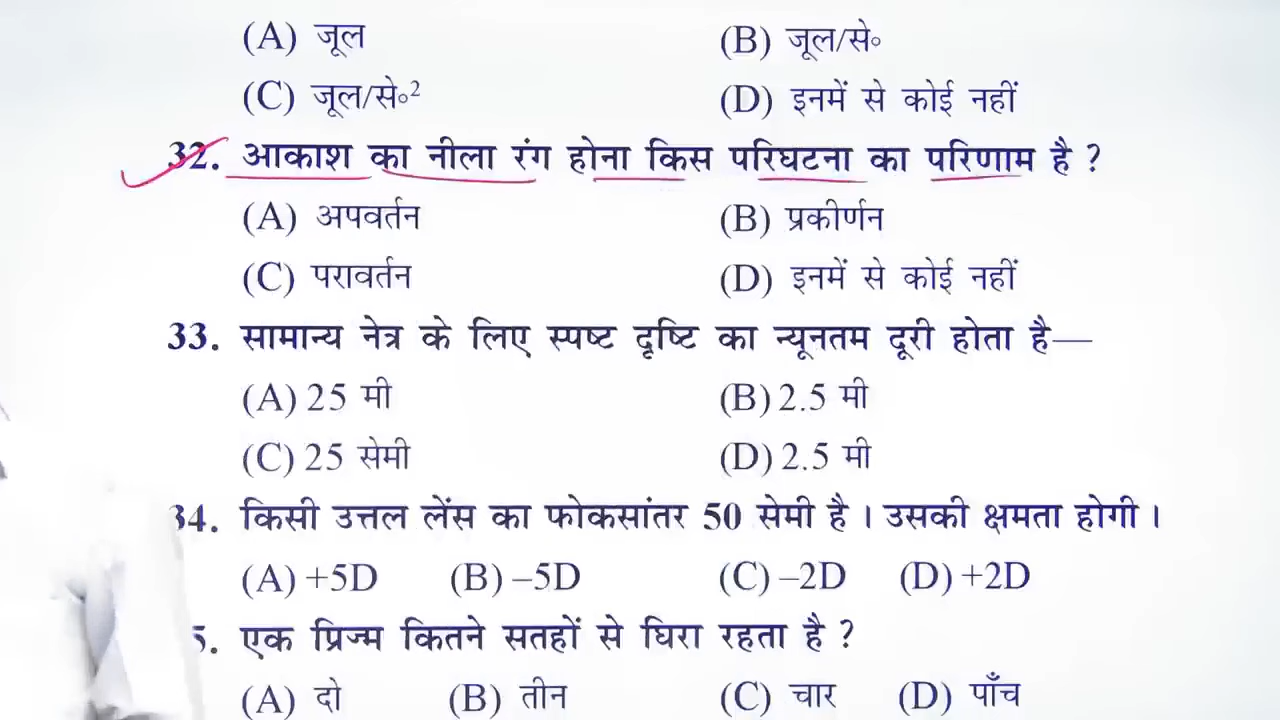 (A) जूल (B) जूल/से॰
(C) जूल/से॰² (D) इनमें से कोई नहीं
32. आकाश का नीला रंग होना किस परिघटना का परिणाम है ?
(A) अपवर्तन (B) प्रकीर्णन
(C) परावर्तन (D) इनमें से कोई नहीं
33. सामान्य नेत्र के लिए स्पष्ट दृष्टि का न्यूनतम दूरी होता है—
(A) 25 मी (B) 2.5 मी
(C) 25 सेमी (D) 2.5 मी
34. किसी उत्तल लेंस का फोकसांतर 50 सेमी है । उसकी क्षमता होगी ।
(A) +5D (B) –5D (C) –2D (D) +2D
5. एक प्रिज्म कितने सतहों से घिरा रहता है ?
(A) दो (B) तीन (C) चार (D) पाँच